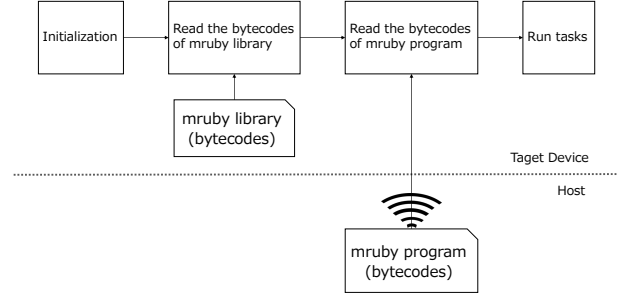 Initialization
Read the bytecodes
of mruby library
Read the bytecodes
of mruby program
Run tasks
mruby library
(bytecodes)
Taget Device
Host
mruby program
(bytecodes)